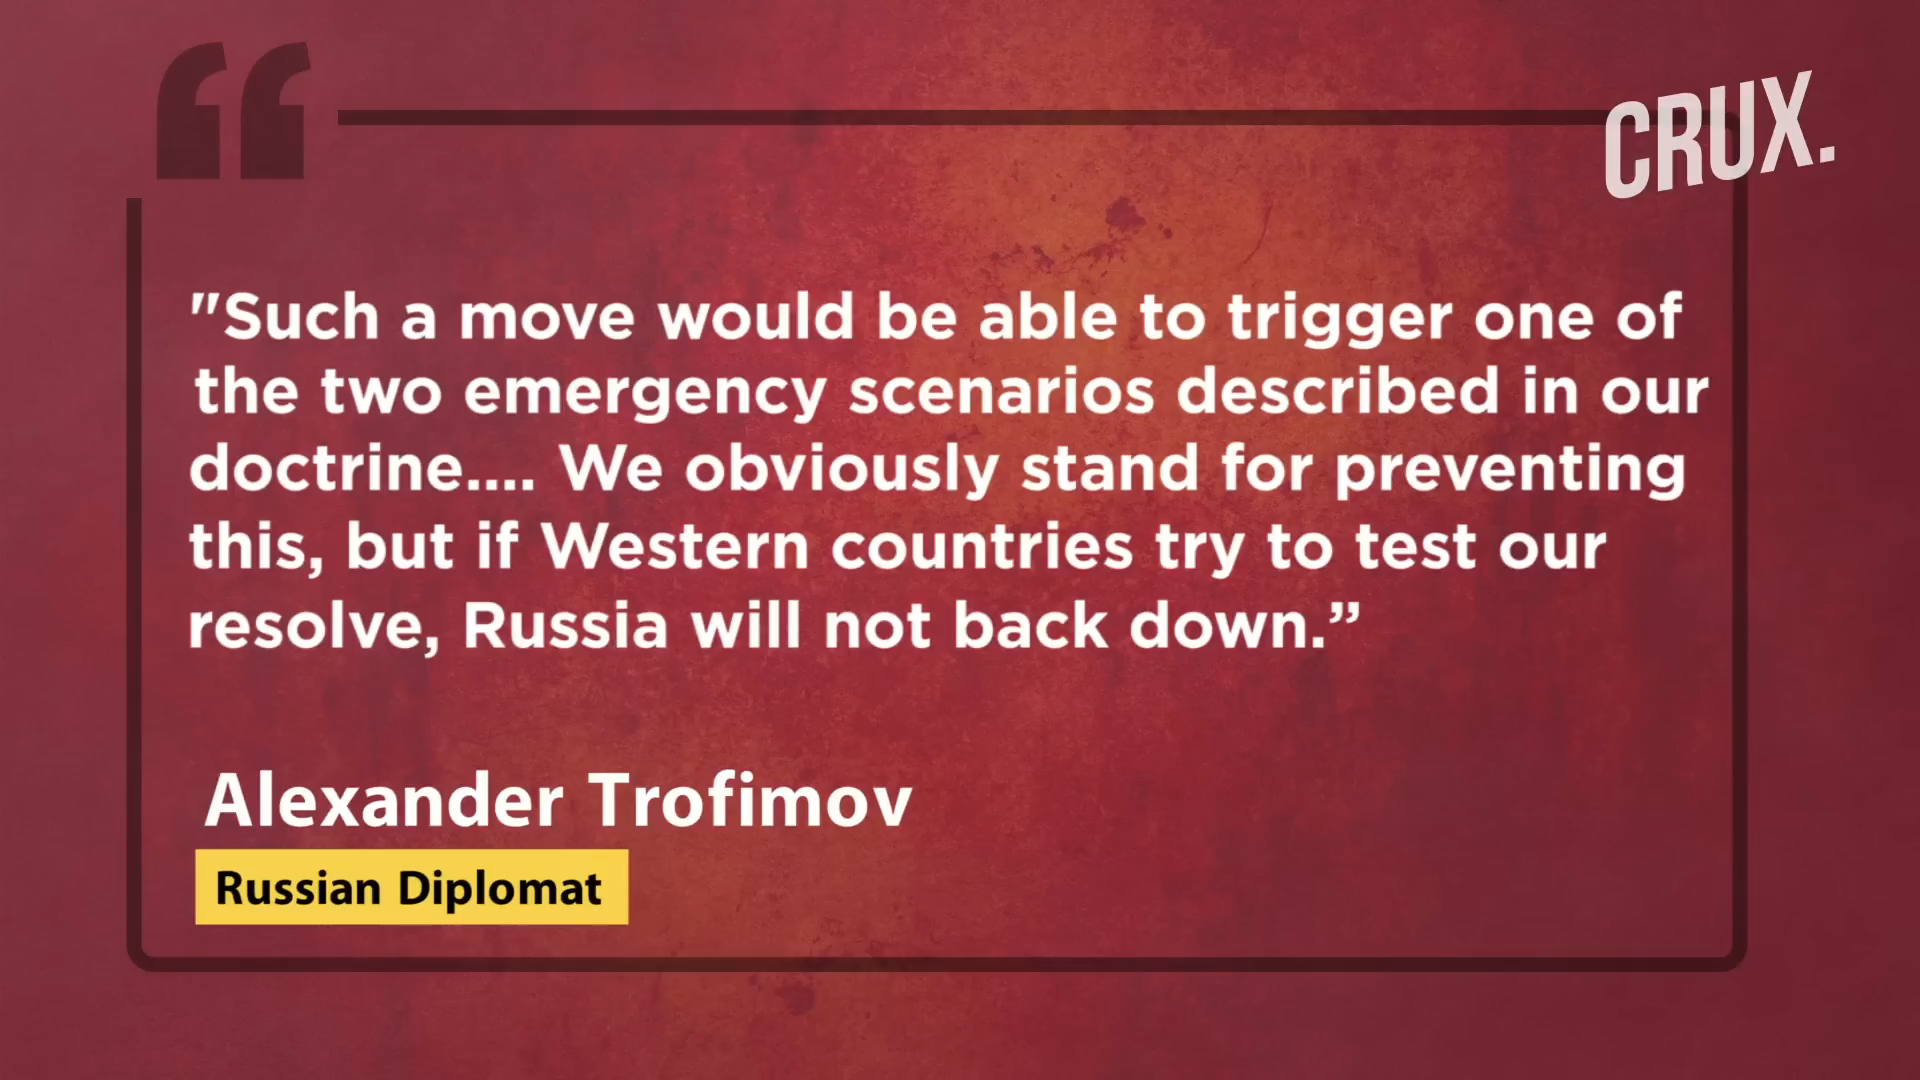 CRUX.
"Such a move would be able to trigger one of
the two emergency scenarios described in our
doctrine.... We obviously stand for preventing
this, but if Western countries try to test our
resolve, Russia will not back down.”
Alexander Trofimov
Russian Diplomat